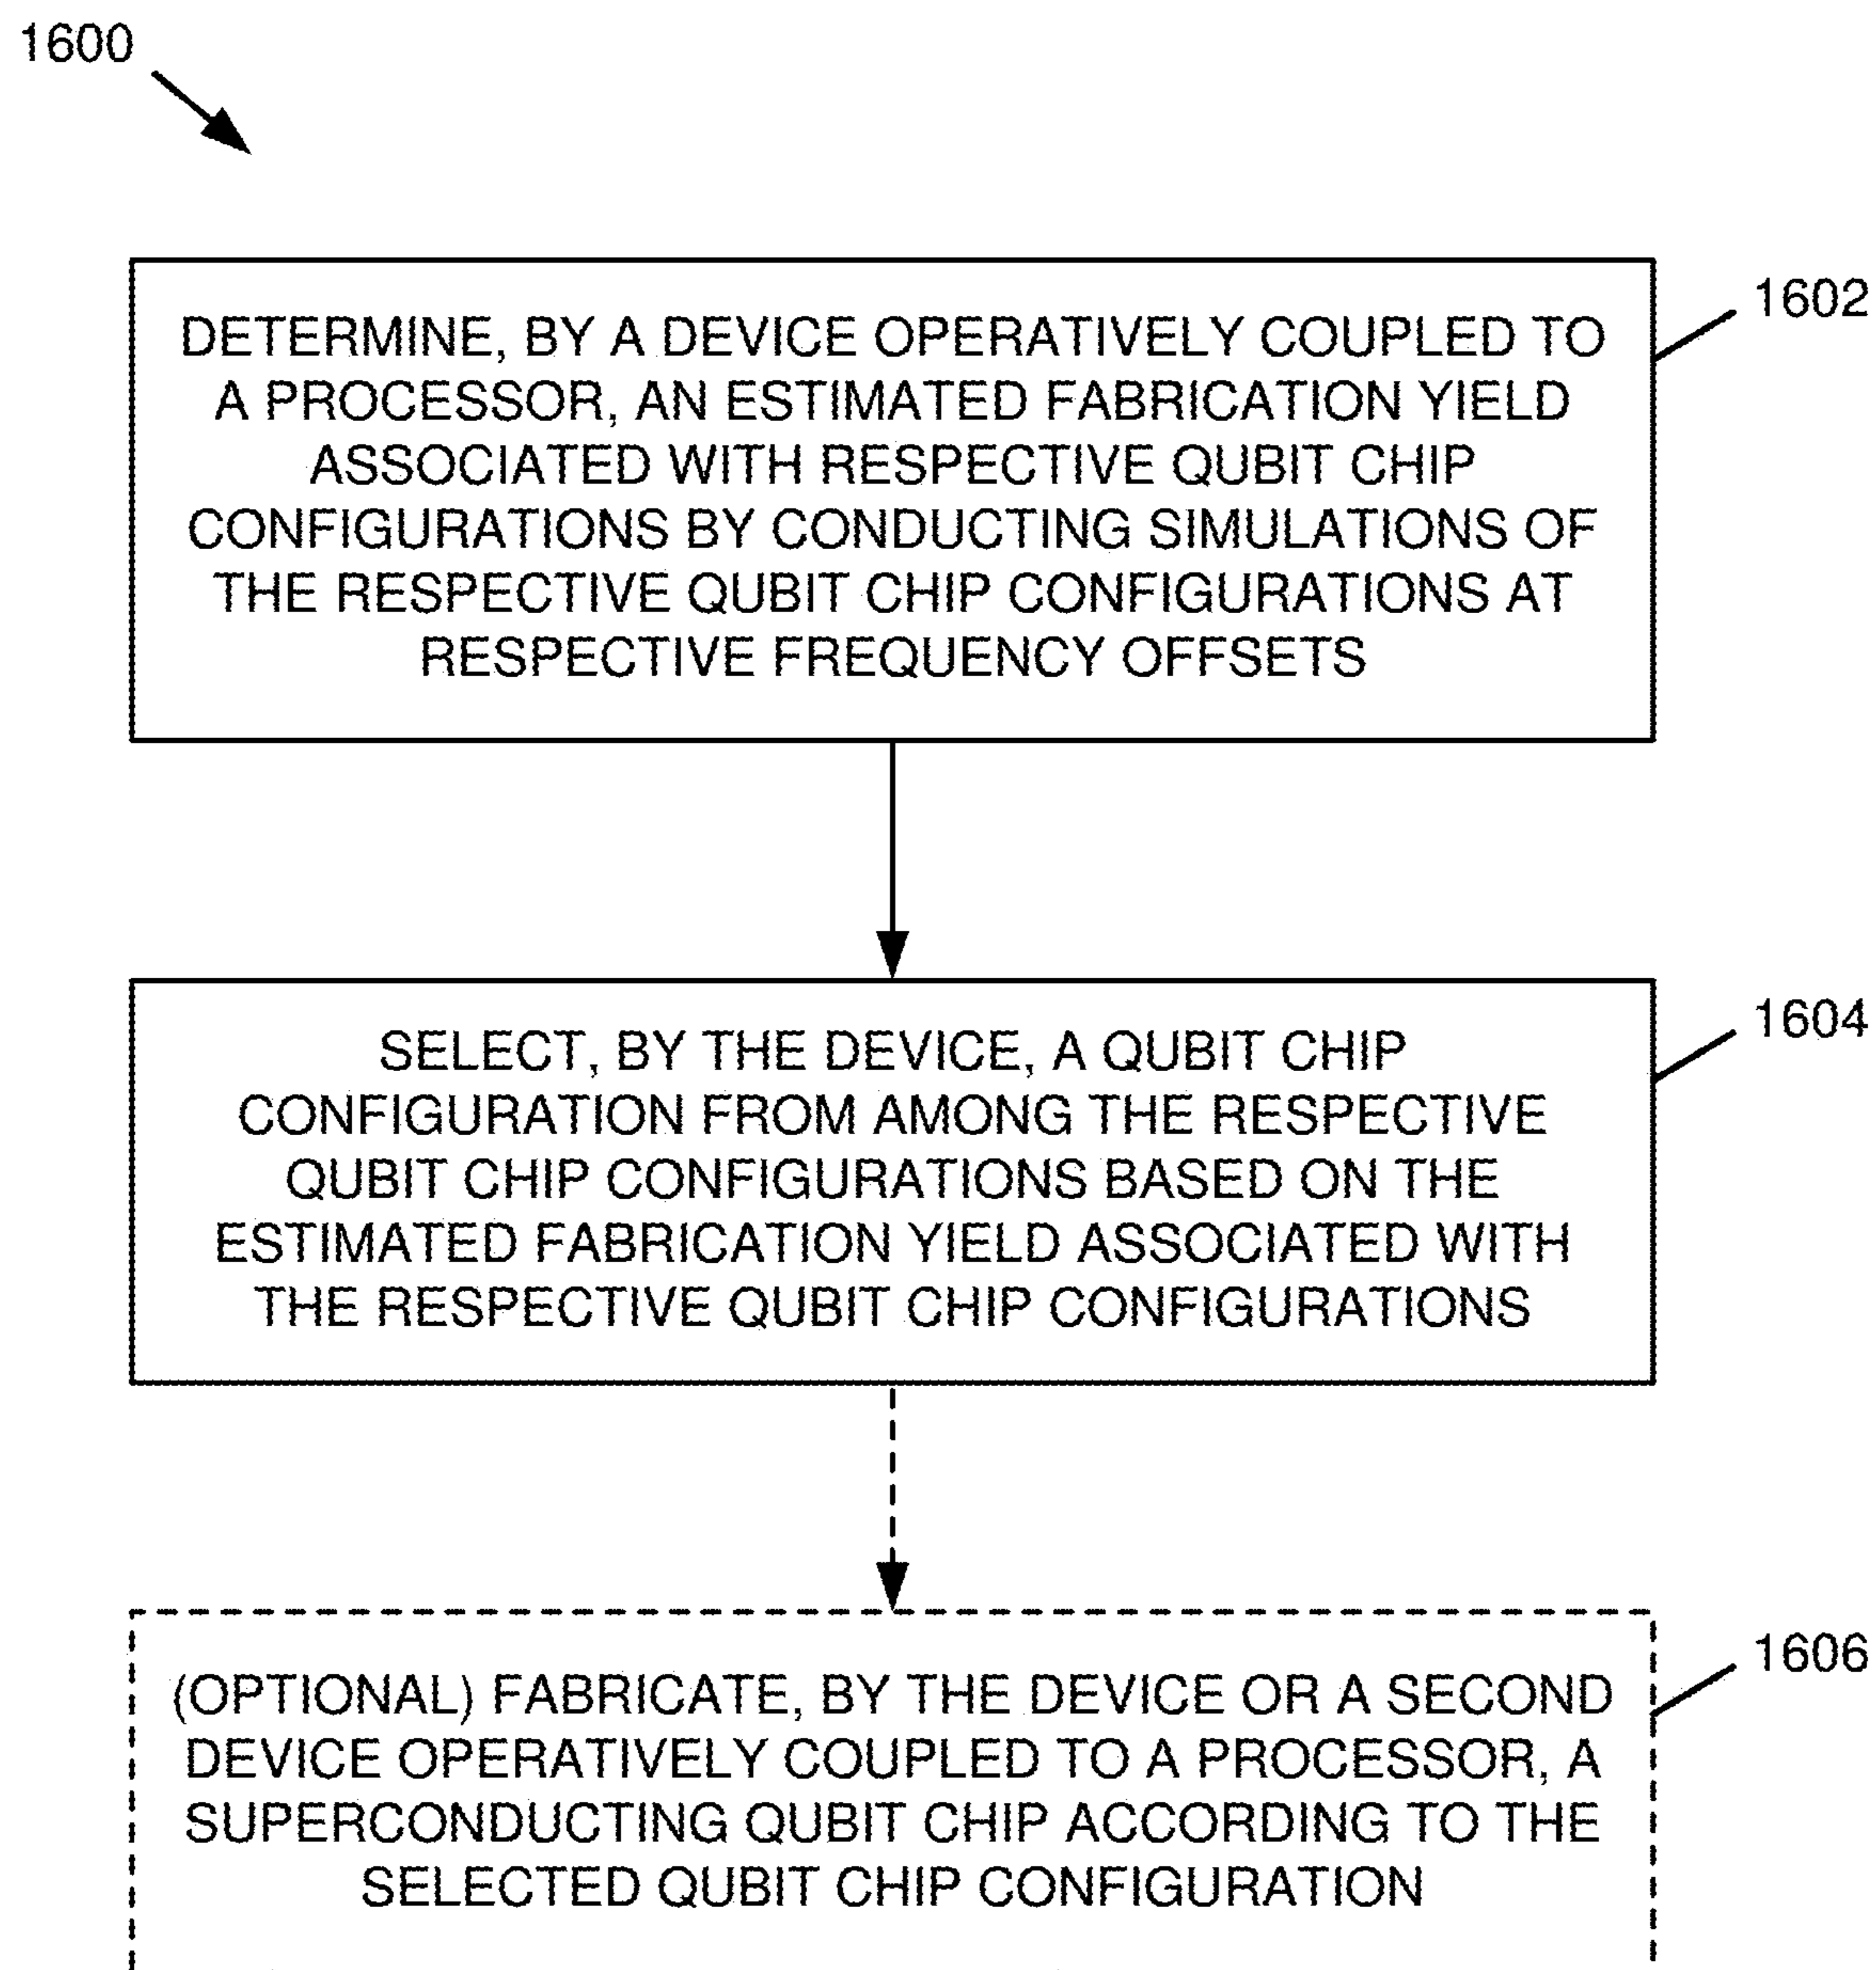 1600
DETERMINE, BY A DEVICE OPERATIVELY COUPLED TO
A PROCESSOR, AN ESTIMATED FABRICATION YIELD
ASSOCIATED WITH RESPECTIVE QUBIT CHIP
CONFIGURATIONS BY CONDUCTING SIMULATIONS OF
THE RESPECTIVE QUBIT CHIP CONFIGURATIONS AT
RESPECTIVE FREQUENCY OFFSETS
1602
SELECT, BY THE DEVICE, A QUBIT CHIP
CONFIGURATION FROM AMONG THE RESPECTIVE
QUBIT CHIP CONFIGURATIONS BASED ON THE
ESTIMATED FABRICATION YIELD ASSOCIATED WITH
THE RESPECTIVE QUBIT CHIP CONFIGURATIONS
1604
(OPTIONAL) FABRICATE, BY THE DEVICE OR A SECOND
DEVICE OPERATIVELY COUPLED TO A PROCESSOR, A
SUPERCONDUCTING QUBIT CHIP ACCORDING TO THE
SELECTED QUBIT CHIP CONFIGURATION
1606